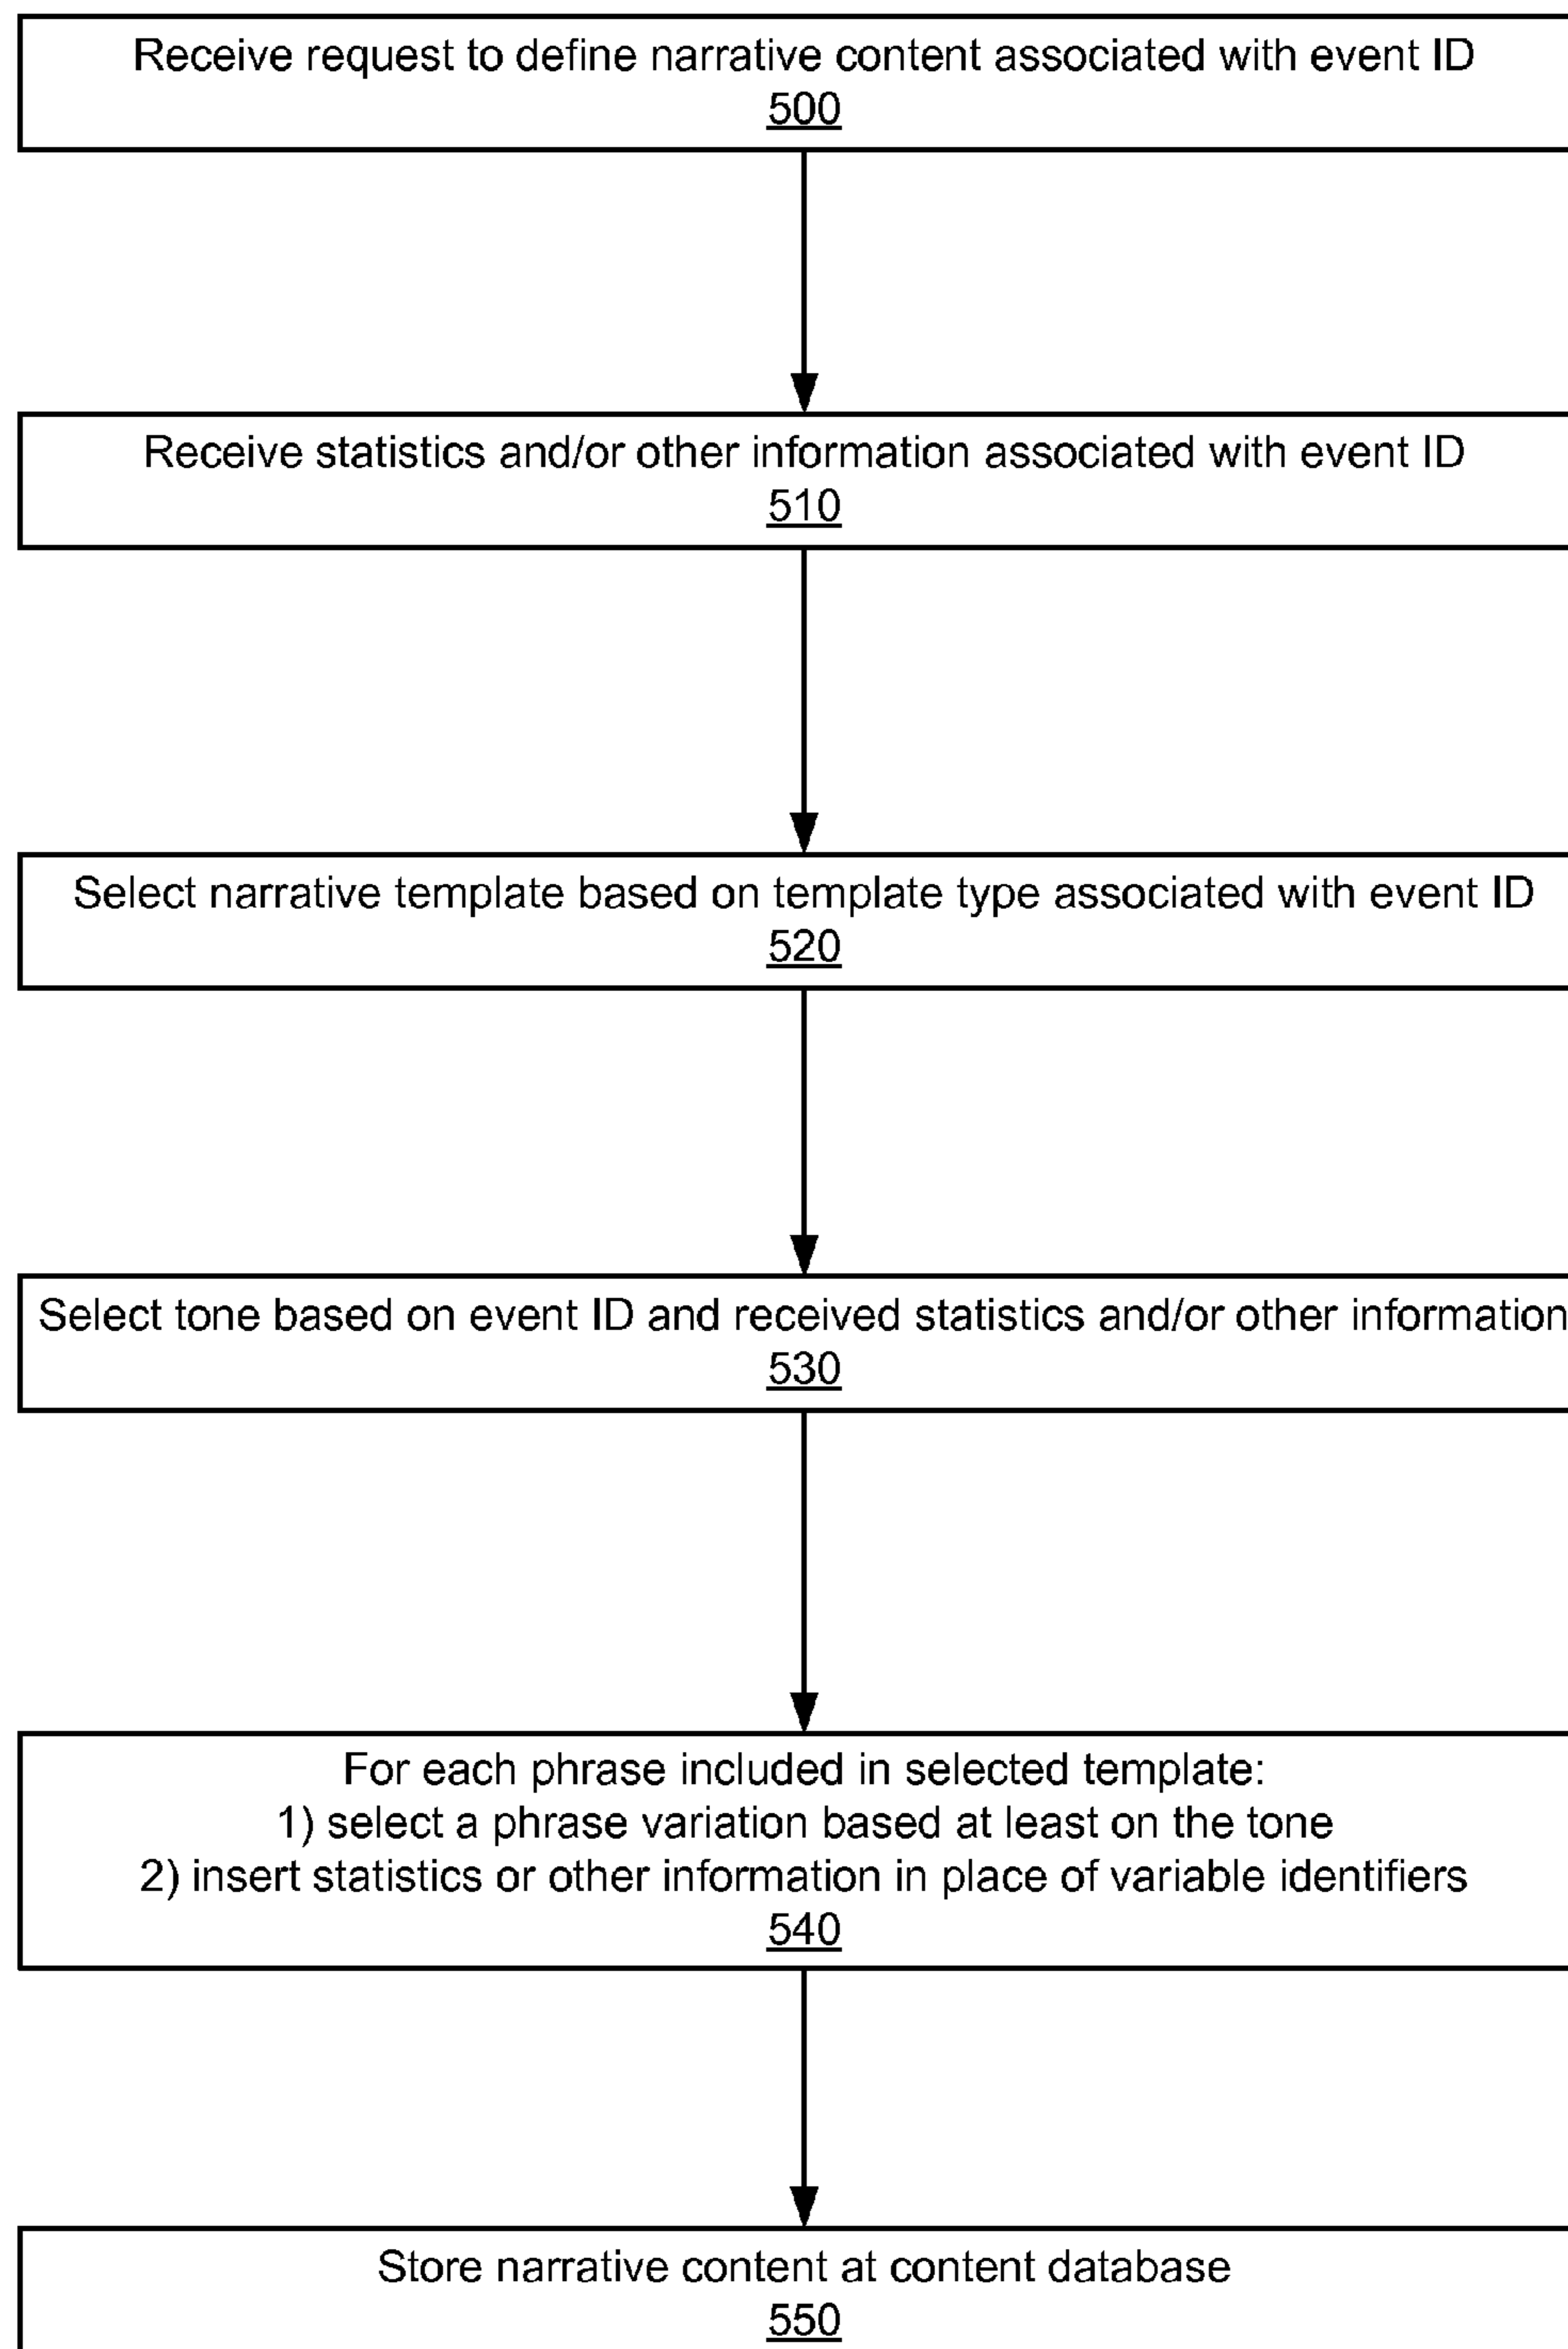 Receive request to define narrative content associated with event ID
500
Receive statistics and/or other information associated with event ID
510
Select narrative template based on template type associated with event ID
520
Select tone based on event ID and received statistics and/or other information
530
For each phrase included in selected template:
1) select a phrase variation based at least on the tone
2) insert statistics or other information in place of variable identifiers
540
Store narrative content at content database
550